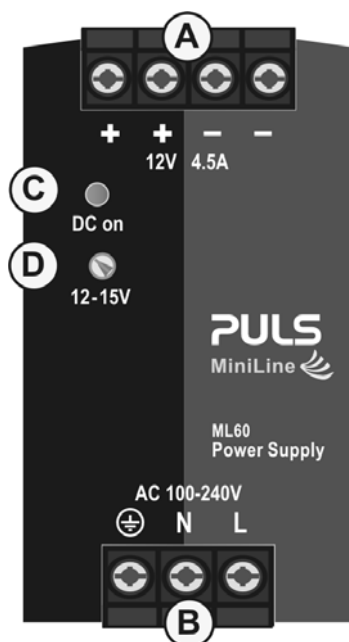 A
+ + − −
12V 4.5A
C
DC on
D
12-15V
PULS
MiniLine
ML60
Power Supply
AC 100-240V
N L
B